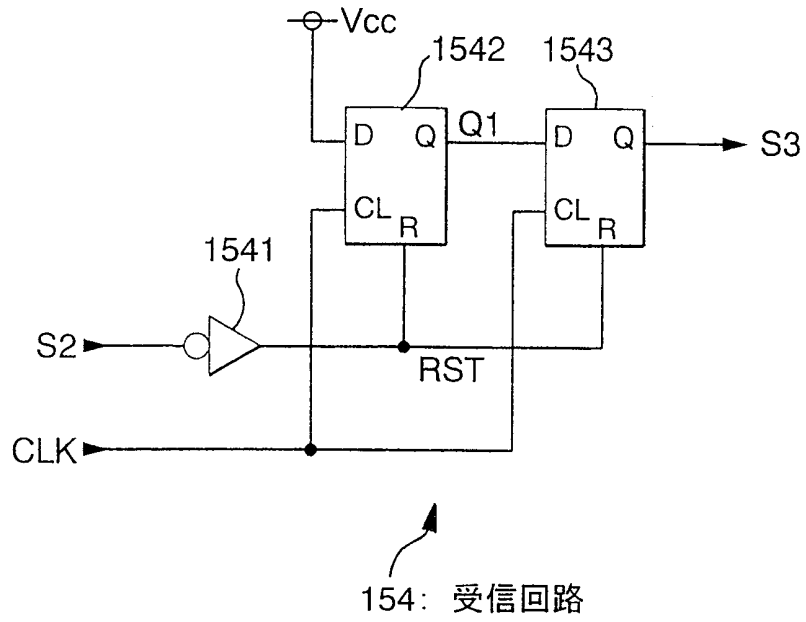 Vcc
1542
1543
D
Q
Q1
D
Q
S3
CL
R
CL
R
1541
S2
RST
CLK
154: 受信回路